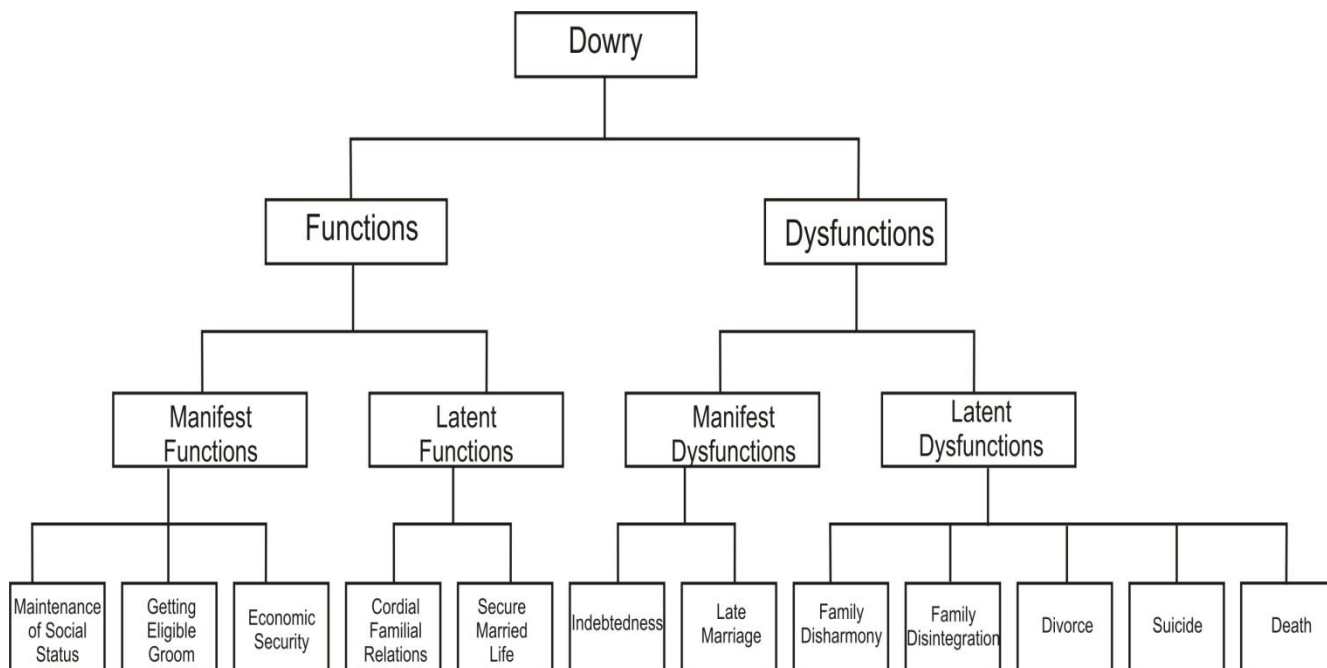 Dowry
Functions
Dysfunctions
Manifest
Functions
Latent
Functions
Manifest
Dysfunctions
Latent
Dysfunctions
Maintenance
of Social
Status
Getting
Eligible
Groom
Economic
Security
Cordial
Familial
Relations
Secure
Married
Life
Indebtedness
Late
Marriage
Family
Disharmony
Family
Disintegration
Divorce
Suicide
Death